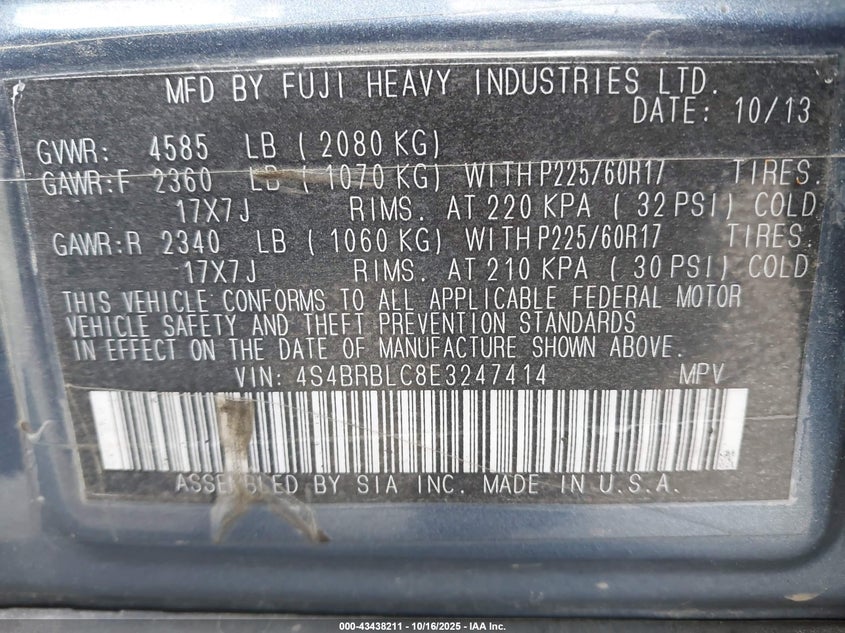 MFD BY FUJI HEAVY INDUSTRIES LTD.
DATE: 10/13
GVWR: 4585 LB ( 2080 KG)
GAWR:F 2360 LB ( 1070 KG) WITH P225/60R17 TIRES.
17X7J RIMS. AT 220 KPA ( 32 PSI) COLD
GAWR:R 2340 LB ( 1060 KG) WITH P225/60R17 TIRES.
17X7J RIMS. AT 210 KPA ( 30 PSI) COLD
THIS VEHICLE CONFORMS TO ALL APPLICABLE FEDERAL MOTOR
VEHICLE SAFETY AND THEFT PREVENTION STANDARDS
IN EFFECT ON THE DATE OF MANUFACTURE SHOWN ABOVE.
VIN: 4S4BRBLC8E3247414 MPV
ASSEMBLED BY SIA INC. MADE IN U.S.A.
000-43438211 - 10/16/2025 - IAA Inc.